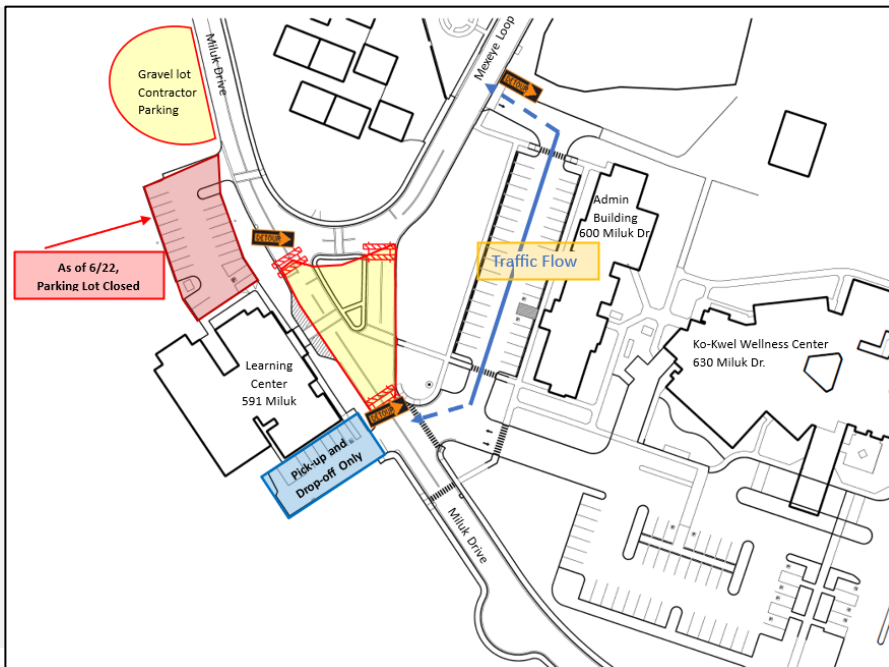 Miluk Drive
Mexeye Loop
DETOUR
Gravel lot
Contractor
Parking
Admin
Building
600 Miluk Dr
DETOUR
Traffic Flow
As of 6/22,
Parking Lot Closed
Ko-Kwel Wellness Center
630 Miluk Dr.
Learning
Center
591 Miluk
DETOUR
Pick-up and
Drop-off Only
Miluk Drive